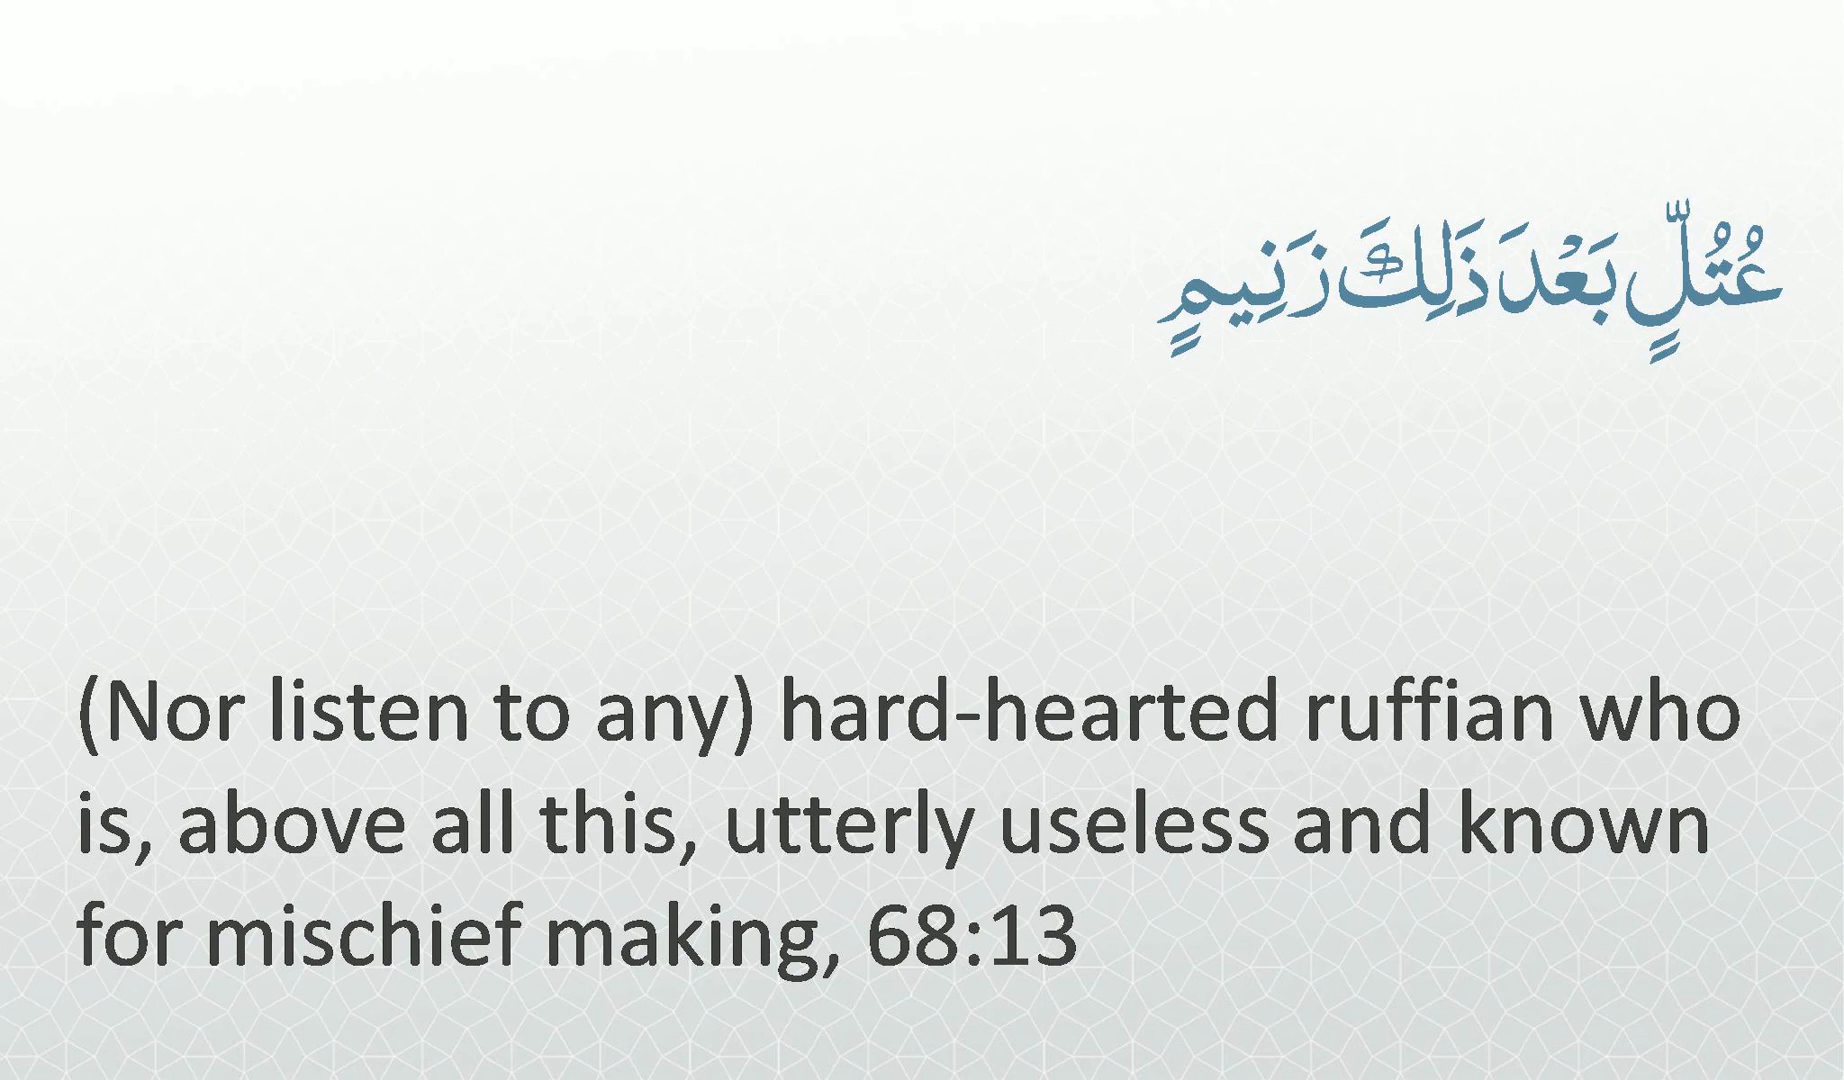 عُتُلٍّ بَعْدَ ذَلِكَ زَنِيمٍ
(Nor listen to any) hard-hearted ruffian who
is, above all this, utterly useless and known
for mischief making, 68:13